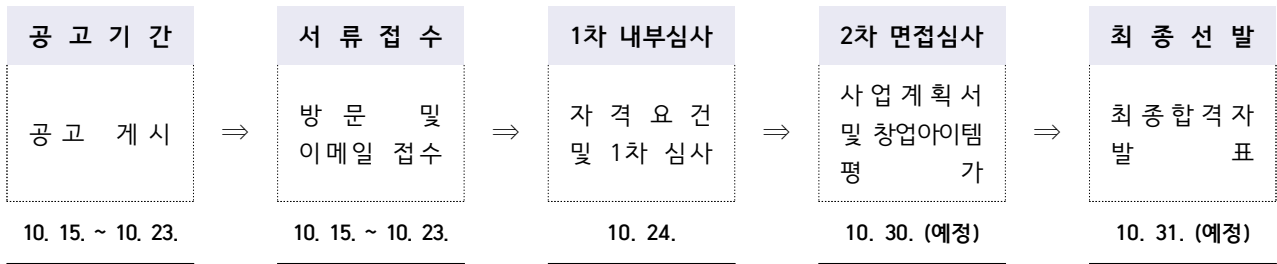 공고기간
서류접수
1차 내부심사
2차 면접심사
최종선발
공고 게시
⇒
방문 및
이메일 접수
⇒
자격요건
및 1차 심사
⇒
사업계획서
및 창업아이템
평가
⇒
최종합격자
발표
10. 15. ~ 10. 23.
10. 15. ~ 10. 23.
10. 24.
10. 30. (예정)
10. 31. (예정)